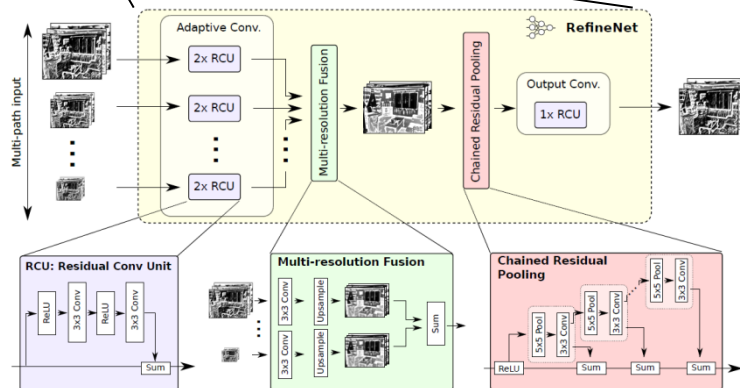 RefineNet
Adaptive Conv.
Multi-path input
2x RCU
2x RCU
2x RCU
Multi-resolution Fusion
Chained Residual Pooling
Output Conv.
1x RCU
RCU: Residual Conv Unit
ReLU
3x3 Conv
ReLU
3x3 Conv
Sum
Multi-resolution Fusion
3x3 Conv
Upsample
3x3 Conv
Upsample
Sum
Chained Residual
Pooling
ReLU
5x5 Pool
3x3 Conv
5x5 Pool
3x3 Conv
5x5 Pool
3x3 Conv
Sum
Sum
Sum